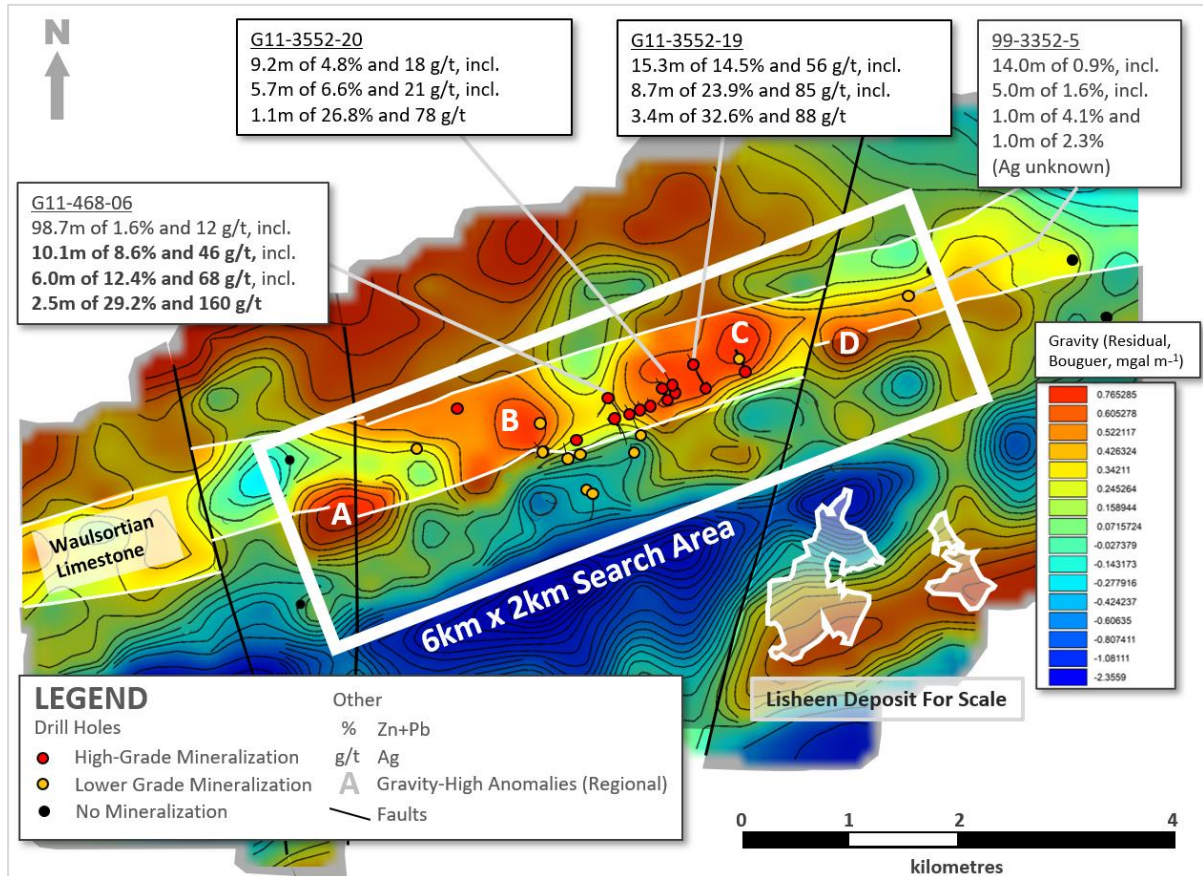 N
G11-3552-20
9.2m of 4.8% and 18 g/t, incl.
5.7m of 6.6% and 21 g/t, incl.
1.1m of 26.8% and 78 g/t
G11-3552-19
15.3m of 14.5% and 56 g/t, incl.
8.7m of 23.9% and 85 g/t, incl.
3.4m of 32.6% and 88 g/t
99-3352-5
14.0m of 0.9%, incl.
5.0m of 1.6%, incl.
1.0m of 4.1% and
1.0m of 2.3%
(Ag unknown)
G11-468-06
98.7m of 1.6% and 12 g/t, incl.
10.1m of 8.6% and 46 g/t, incl.
6.0m of 12.4% and 68 g/t, incl.
2.5m of 29.2% and 160 g/t
A
B
C
D
Waulsortian
Limestone
6km x 2km Search Area
Gravity (Residual,
Bouguer, mgal m⁻¹)
0.765285
0.605278
0.522117
0.426324
0.34211
0.245264
0.158944
0.0715724
-0.027379
-0.143173
-0.277916
-0.424237
-0.60635
-0.807411
-1.08111
-2.3559
Lisheen Deposit For Scale
LEGEND
Drill Holes
High-Grade Mineralization
Lower Grade Mineralization
No Mineralization
Other
% Zn+Pb
g/t Ag
A Gravity-High Anomalies (Regional)
Faults
0 1 2 4
kilometres